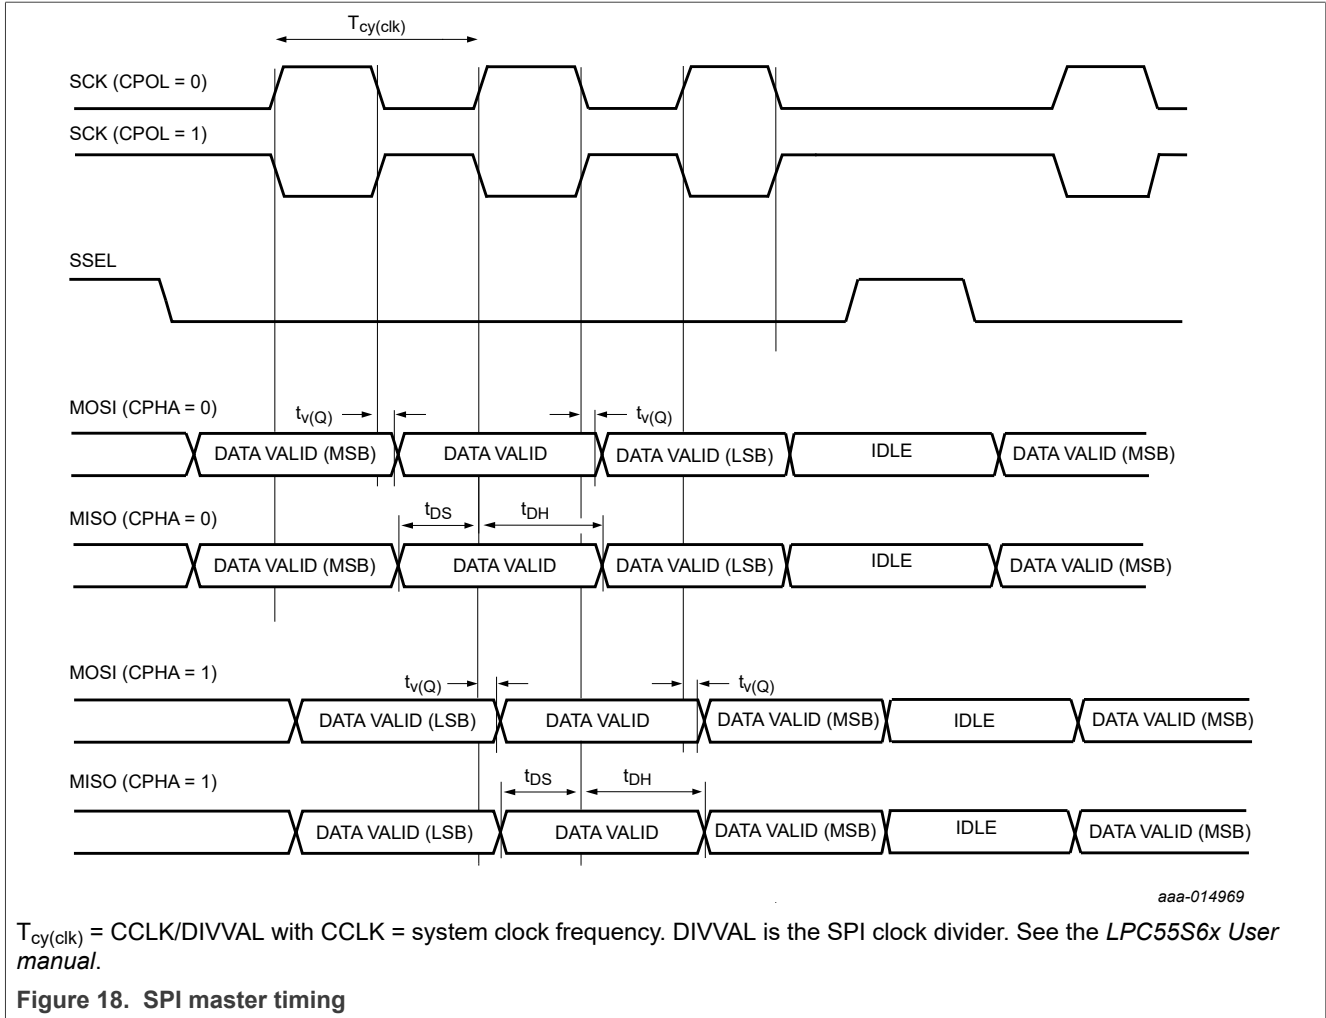 Tcy(clk)
SCK (CPOL = 0)
SCK (CPOL = 1)
SSEL
MOSI (CPHA = 0)
tv(Q) tv(Q)
DATA VALID (MSB) DATA VALID DATA VALID (LSB) IDLE DATA VALID (MSB)
tDS tDH
MISO (CPHA = 0)
DATA VALID (MSB) DATA VALID DATA VALID (LSB) IDLE DATA VALID (MSB)
MOSI (CPHA = 1)
tv(Q) tv(Q)
DATA VALID (LSB) DATA VALID DATA VALID (MSB) IDLE DATA VALID (MSB)
MISO (CPHA = 1)
tDS tDH
DATA VALID (LSB) DATA VALID DATA VALID (MSB) IDLE DATA VALID (MSB)
aaa-014969
Tcy(clk) = CCLK/DIVVAL with CCLK = system clock frequency. DIVVAL is the SPI clock divider. See the LPC55S6x User
manual.
Figure 18. SPI master timing